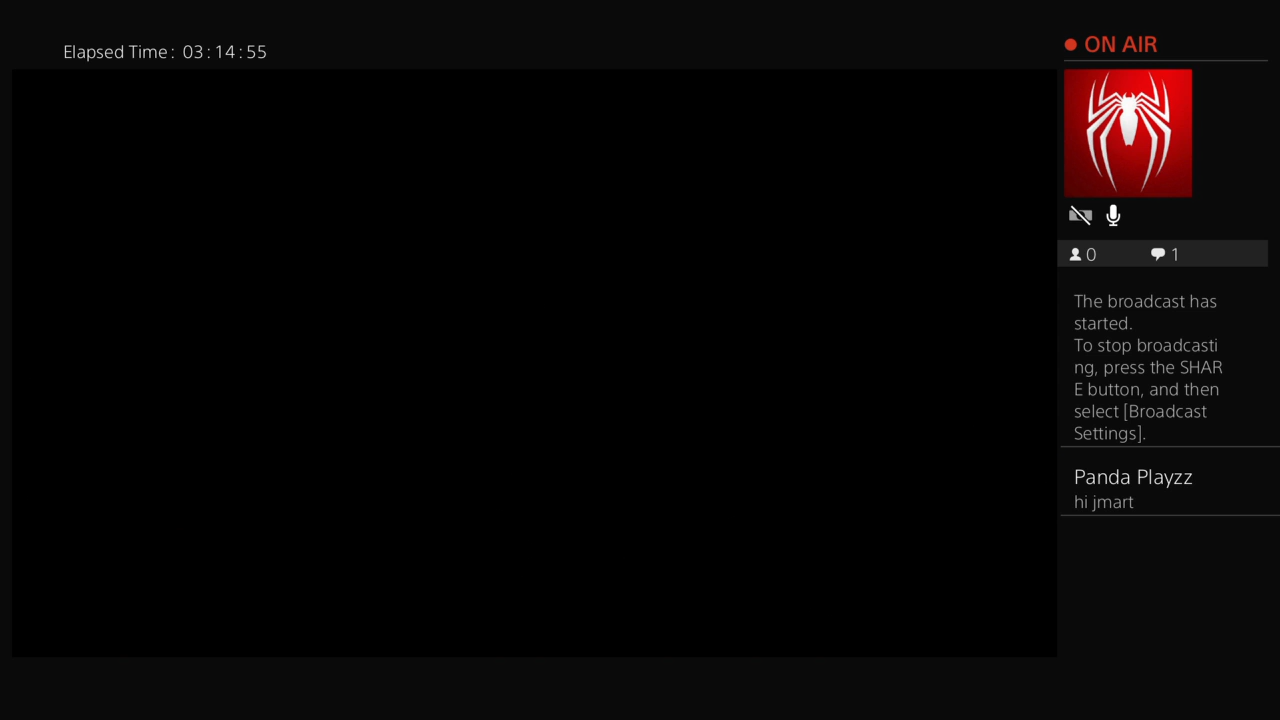 Elapsed Time: 03:14:55
ON AIR
0 1
The broadcast has
started.
To stop broadcasti
ng, press the SHAR
E button, and then
select [Broadcast
Settings].
Panda Playzz
hi jmart